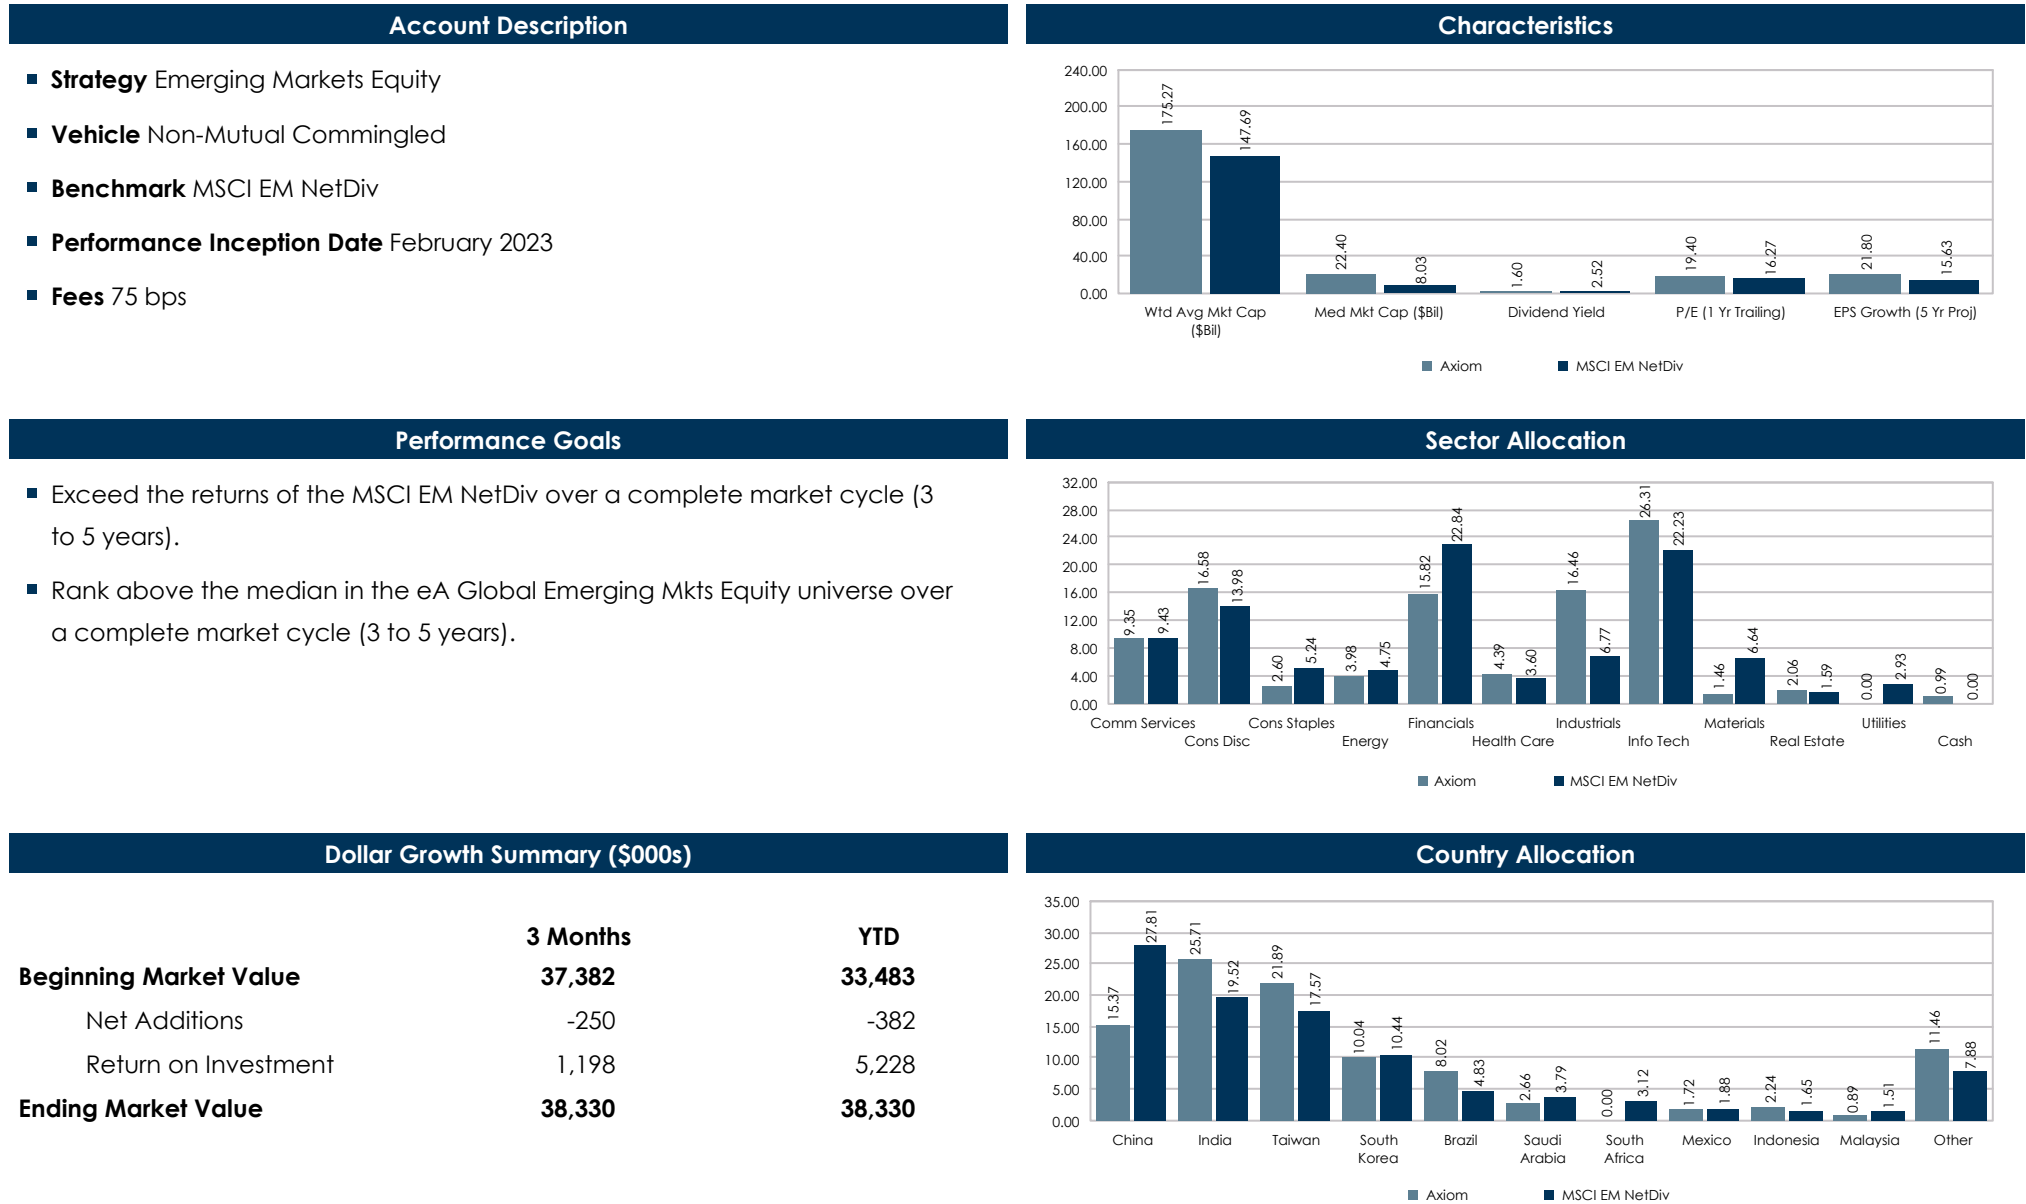 Account Description
▪ Strategy Emerging Markets Equity
▪ Vehicle Non-Mutual Commingled
▪ Benchmark MSCI EM NetDiv
▪ Performance Inception Date February 2023
▪ Fees 75 bps
Characteristics
240.00
200.00
160.00
120.00
80.00
40.00
0.00
175.27
147.69
22.40
8.03
1.60
2.52
19.40
16.27
21.80
15.63
Wtd Avg Mkt Cap
($Bil)
Med Mkt Cap ($Bil)
Dividend Yield
P/E (1 Yr Trailing)
EPS Growth (5 Yr Proj)
Axiom
MSCI EM NetDiv
Performance Goals
▪ Exceed the returns of the MSCI EM NetDiv over a complete market cycle (3
to 5 years).
▪ Rank above the median in the eA Global Emerging Mkts Equity universe over
a complete market cycle (3 to 5 years).
Sector Allocation
32.00
28.00
24.00
20.00
16.00
12.00
8.00
4.00
0.00
9.35
9.43
16.58
13.98
2.60
5.24
3.98
4.75
15.82
22.84
4.39
3.60
16.46
6.77
26.31
22.23
1.46
6.64
2.06
1.59
0.00
2.93
0.99
0.00
Comm Services
Cons Disc
Cons Staples
Energy
Financials
Health Care
Industrials
Info Tech
Materials
Real Estate
Utilities
Cash
Axiom
MSCI EM NetDiv
Dollar Growth Summary ($000s)
3 Months YTD
Beginning Market Value 37,382 33,483
Net Additions -250 -382
Return on Investment 1,198 5,228
Ending Market Value 38,330 38,330
Country Allocation
35.00
30.00
25.00
20.00
15.00
10.00
5.00
0.00
15.37
27.81
25.71
19.52
21.89
17.57
10.04
10.44
8.02
4.83
2.66
3.79
0.00
3.12
1.72
1.88
2.24
1.65
0.89
1.51
11.46
7.88
China
India
Taiwan
South
Korea
Brazil
Saudi
Arabia
South
Africa
Mexico
Indonesia
Malaysia
Other
Axiom
MSCI EM NetDiv